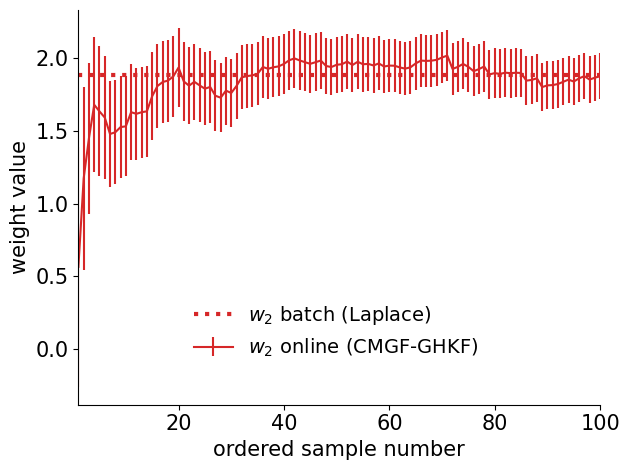 2.0
1.5
1.0
0.5
0.0
weight value
w₂ batch (Laplace)
w₂ online (CMGF-GHKF)
20 40 60 80 100
ordered sample number